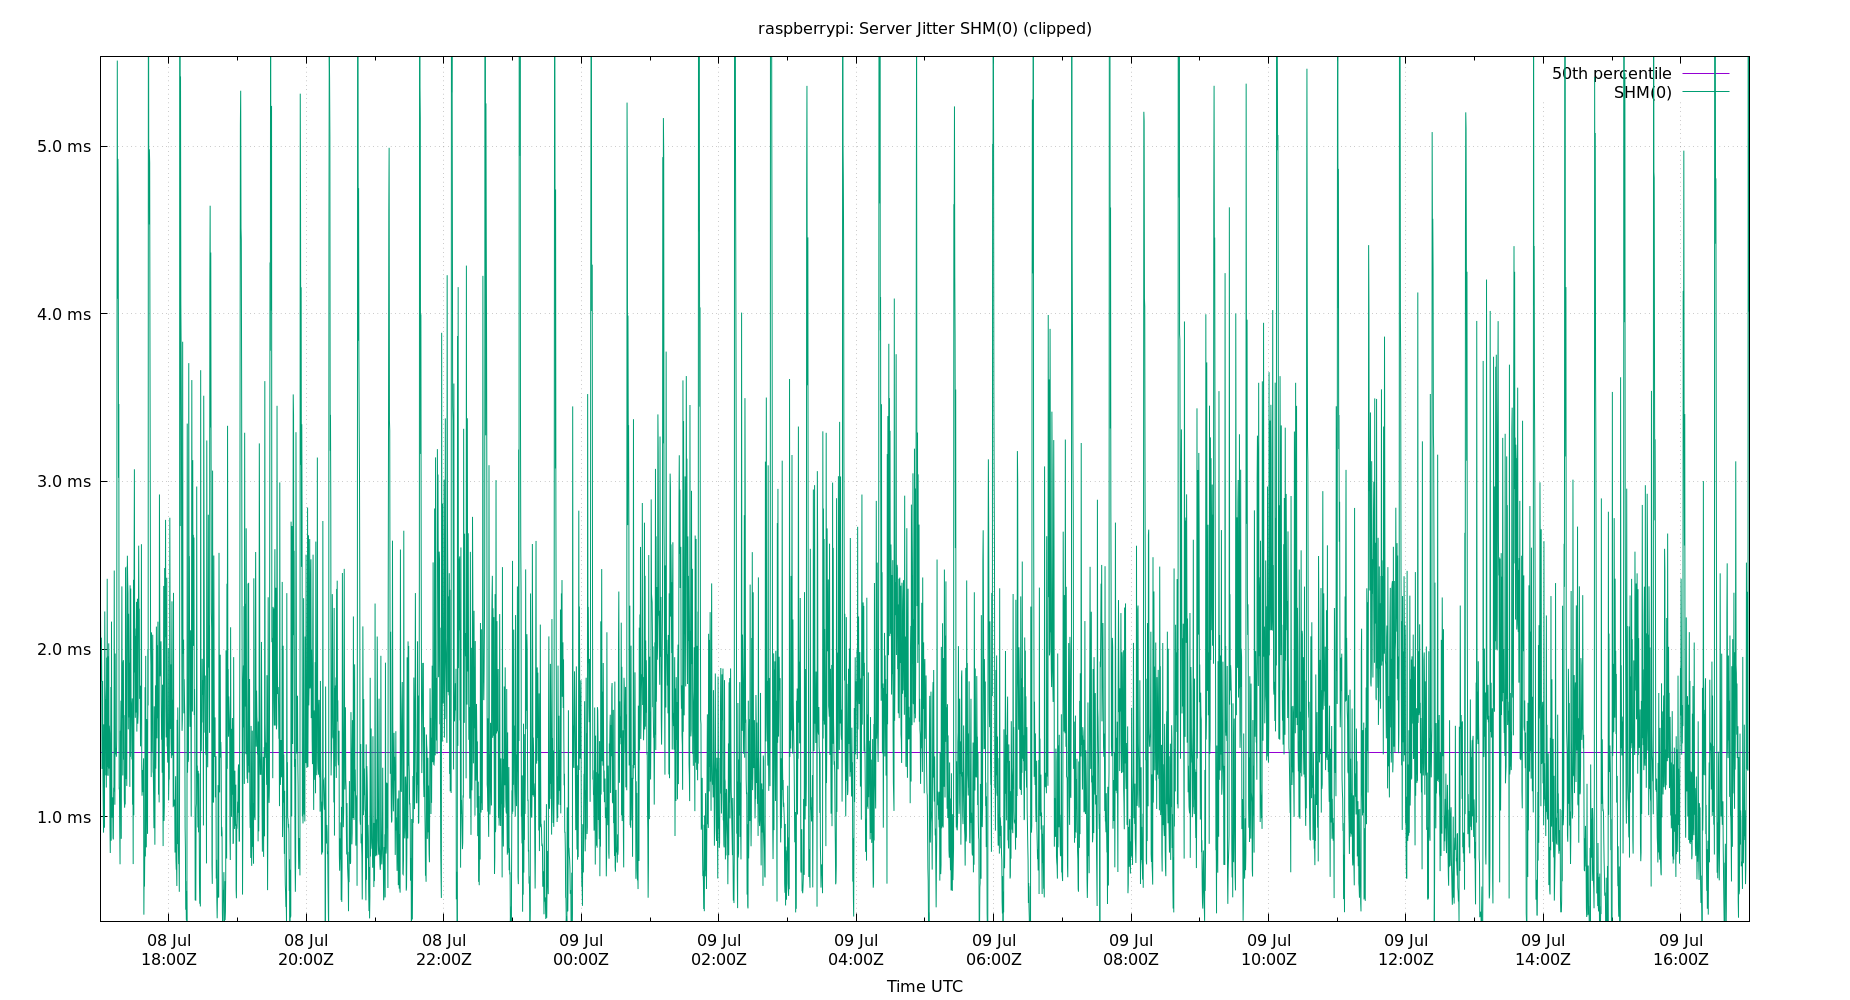 raspberrypi: Server Jitter SHM(0) (clipped)
50th percentile
SHM(0)
5.0 ms
4.0 ms
3.0 ms
2.0 ms
1.0 ms
08 Jul 08 Jul 08 Jul 09 Jul 09 Jul 09 Jul 09 Jul 09 Jul 09 Jul 09 Jul 09 Jul 09 Jul
18:00Z 20:00Z 22:00Z 00:00Z 02:00Z 04:00Z 06:00Z 08:00Z 10:00Z 12:00Z 14:00Z 16:00Z
Time UTC